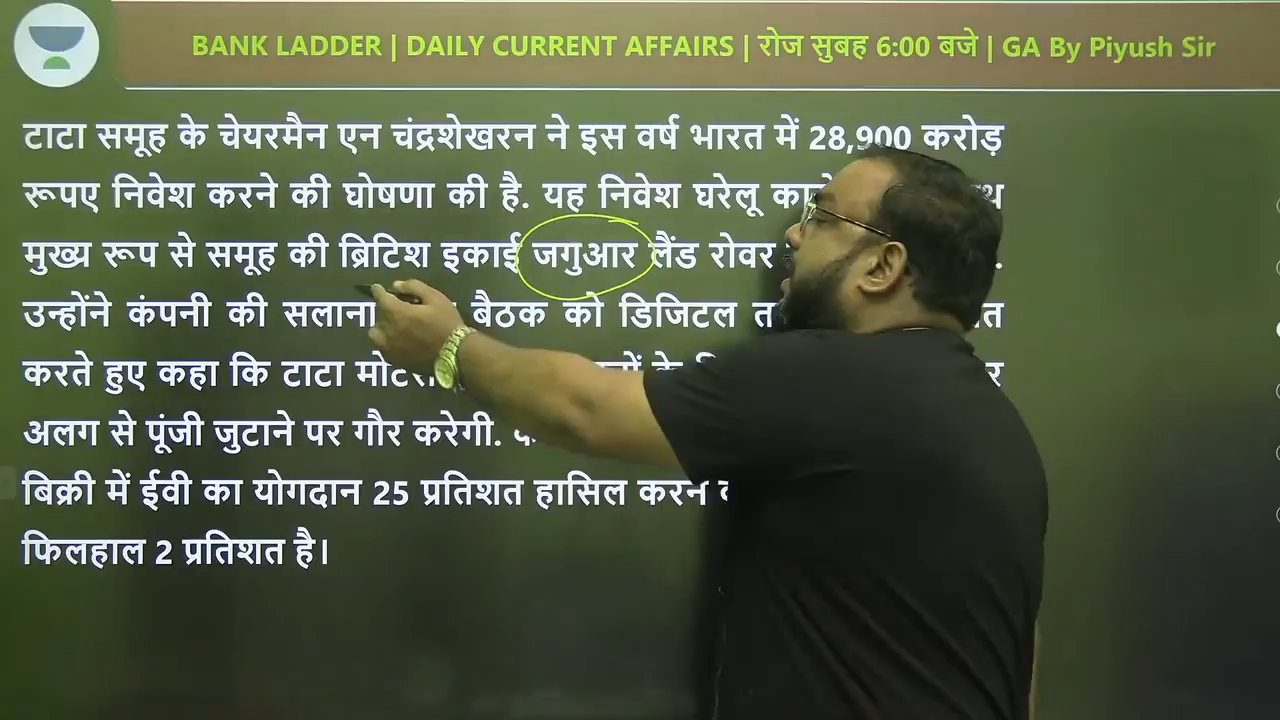 BANK LADDER | DAILY CURRENT AFFAIRS | रोज सुबह 6:00 बजे | GA By Piyush Sir
टाटा समूह के चेयरमैन एन चंद्रशेखरन ने इस वर्ष भारत में 28,900 करोड़
रूपए निवेश करने की घोषणा की है. यह निवेश घरेलू
मुख्य रूप से समूह की ब्रिटिश इकाई जगुआर लैंड रोवर
उन्होंने कंपनी की सलाना बैठक को डिजिटल
करते हुए कहा कि टाटा
अलग से पूंजी जुटाने पर गौर करेगी.
बिक्री में ईवी का योगदान 25 प्रतिशत हासिल
फिलहाल 2 प्रतिशत है।